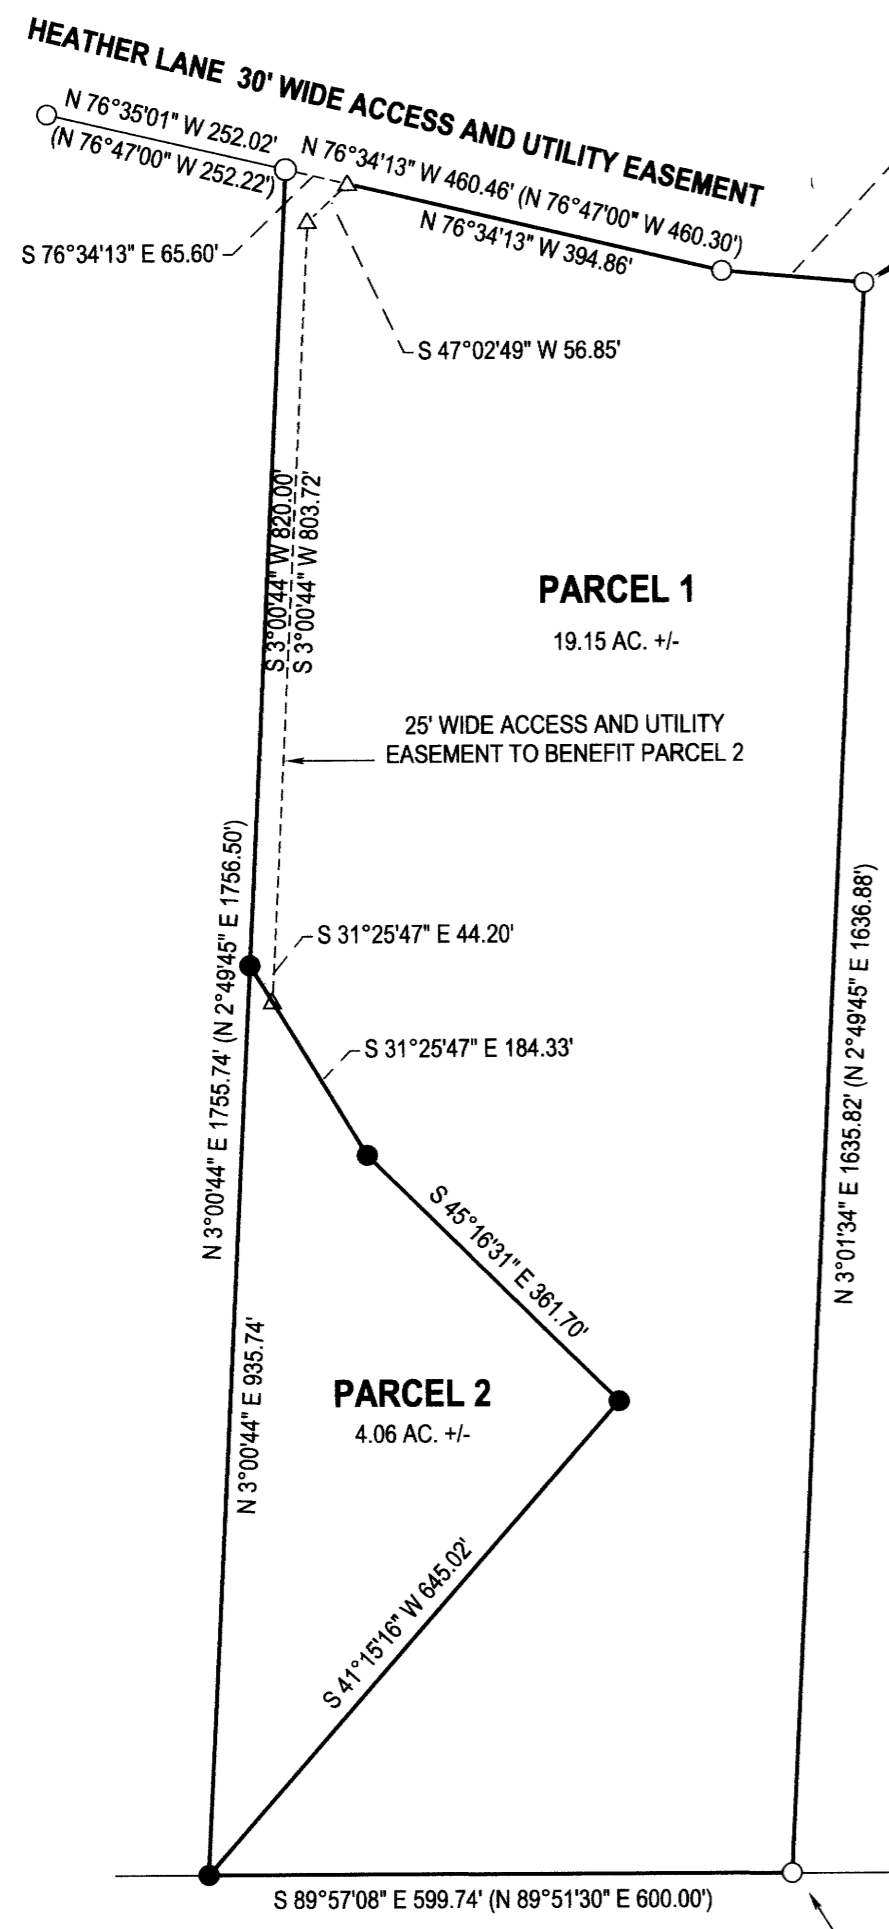 HEATHER LANE 30' WIDE ACCESS AND UTILITY EASEMENT
N 76°35'01" W 252.02'
(N 76°47'00" W 252.22')
N 76°34'13" W 460.46' (N 76°47'00" W 460.30')
N 76°34'13" W 394.86'
S 76°34'13" E 65.60'
S 47°02'49" W 56.85'
S 3°00'44" W 820.00'
S 3°00'44" W 803.72'
PARCEL 1
19.15 AC. +/-
25' WIDE ACCESS AND UTILITY
EASEMENT TO BENEFIT PARCEL 2
N 3°00'44" E 1755.74' (N 2°49'45" E 1756.50')
S 31°25'47" E 44.20'
S 31°25'47" E 184.33'
N 3°01'34" E 1635.82' (N 2°49'45" E 1636.88')
S 45°16'31" E 361.70'
PARCEL 2
4.06 AC. +/-
N 3°00'44" E 935.74'
S 41°15'16" W 645.02'
S 89°57'08" E 599.74' (N 89°51'30" E 600.00')